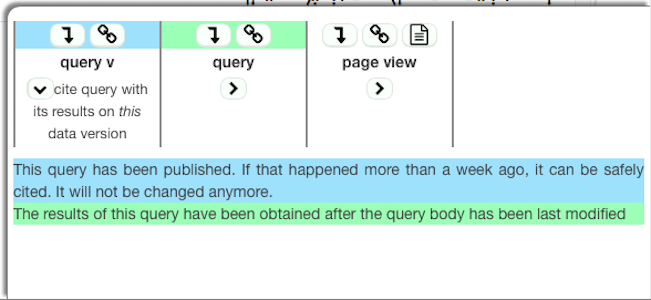 query v
query
page view
cite query with
its results on this
data version
This query has been published. If that happened more than a week ago, it can be safely
cited. It will not be changed anymore.
The results of this query have been obtained after the query body has been last modified